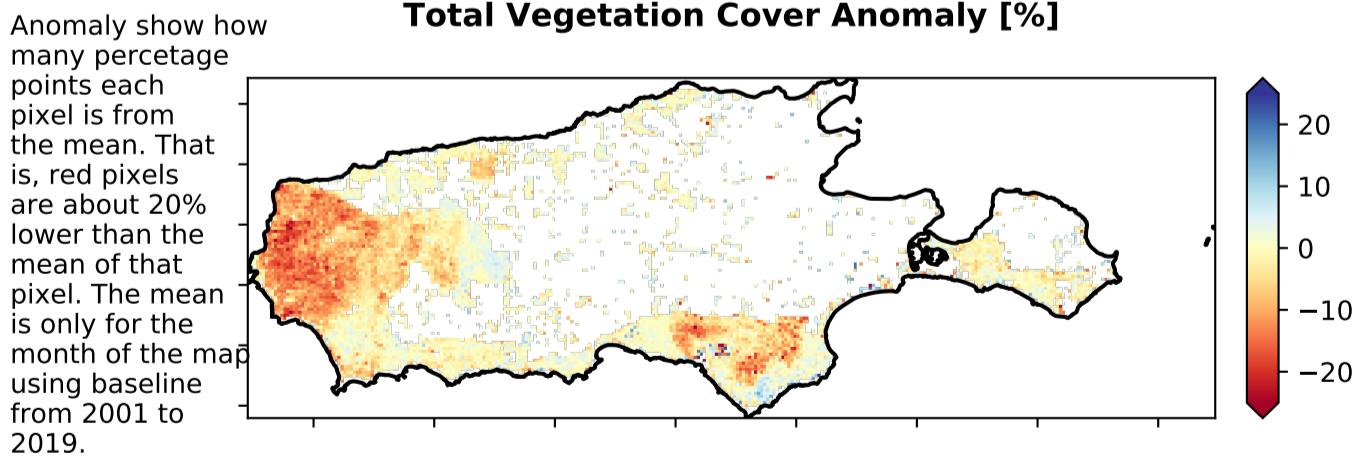 Total Vegetation Cover Anomaly [%]
Anomaly show how
many percetage
points each
pixel is from
the mean. That
is, red pixels
are about 20%
lower than the
mean of that
pixel. The mean
is only for the
month of the map
using baseline
from 2001 to
2019.
20
10
0
−10
−20